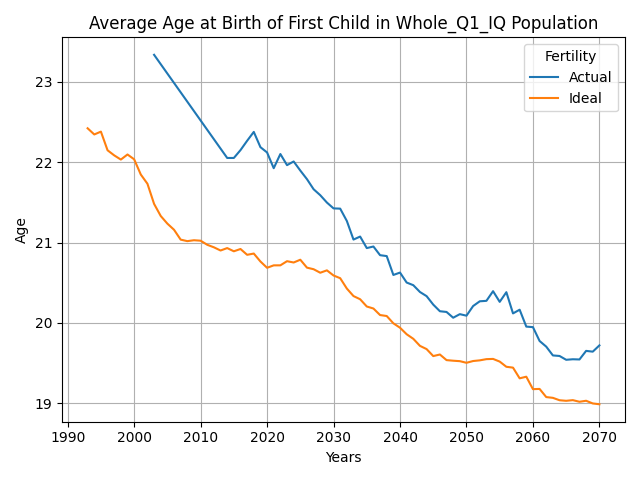 Average Age at Birth of First Child in Whole_Q1_IQ Population
Fertility
Actual
Ideal
Age
23
22
21
20
19
1990
2000
2010
2020
2030
2040
2050
2060
2070
Years